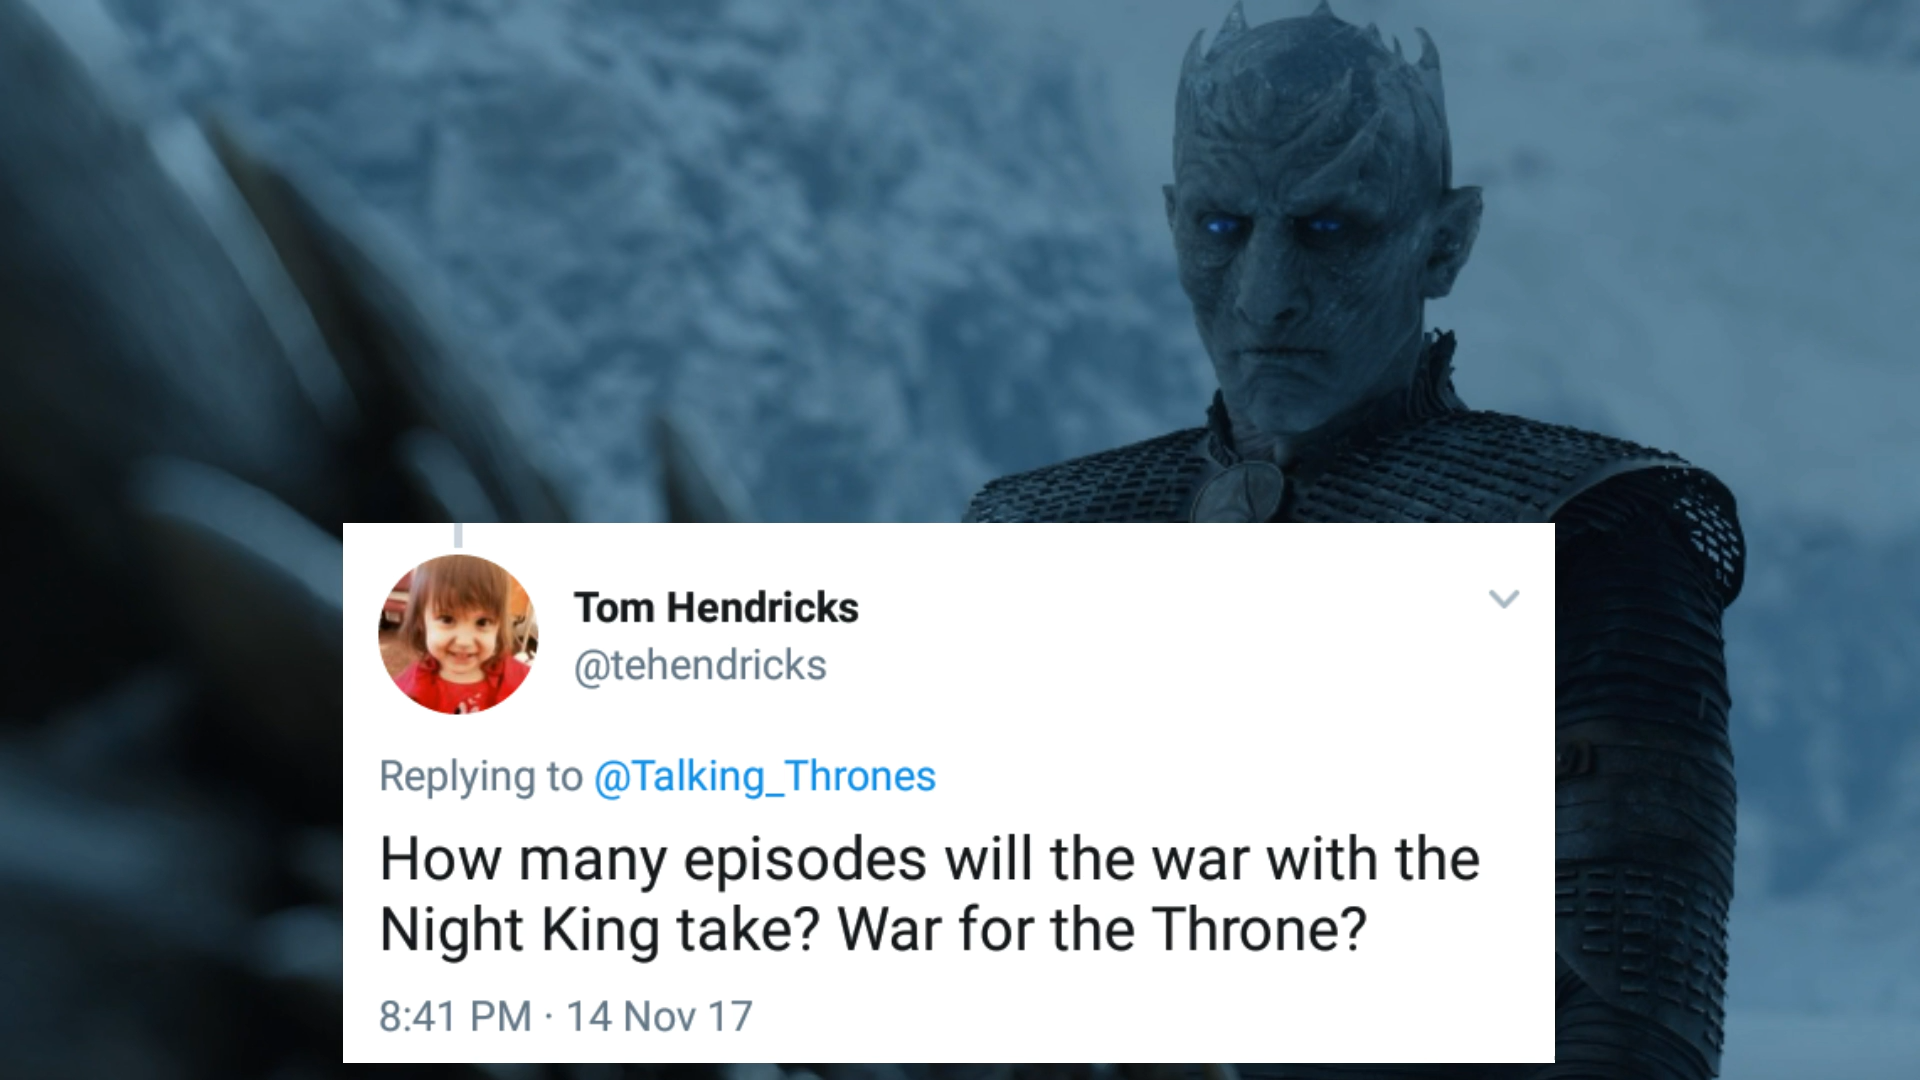 Tom Hendricks
@tehendricks
Replying to @Talking_Thrones
How many episodes will the war with the
Night King take? War for the Throne?
8:41 PM · 14 Nov 17